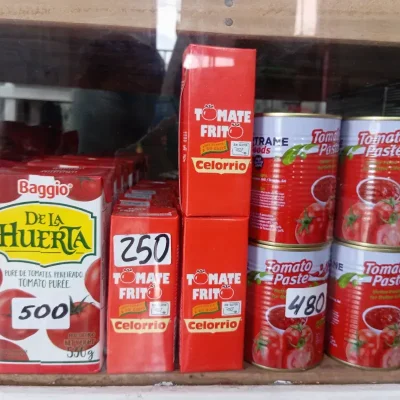 Baggio
DE LA
HUERTA
PURÉ DE TOMATES, PREFERADO
TOMATO PURÉE
500
TOMATE
FRITO
Celorrio
250
TOMATE
FRITO
Celorrio
TOMATE
FRITO
Celorrio
Tomato
Paste
Tomato
Paste
Tomato
Paste
480
Tomato
Paste